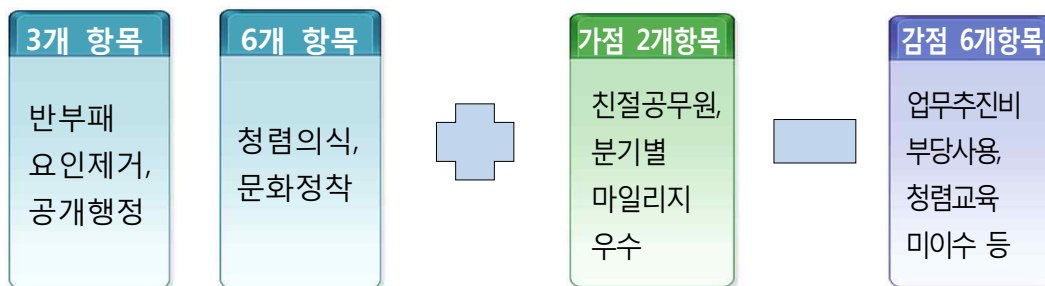 3개 항목
반부패
요인제거,
공개행정
6개 항목
청렴의식,
문화정착
가점 2개항목
친절공무원,
분기별
마일리지
우수
감점 6개항목
업무추진비
부당사용,
청렴교육
미이수 등